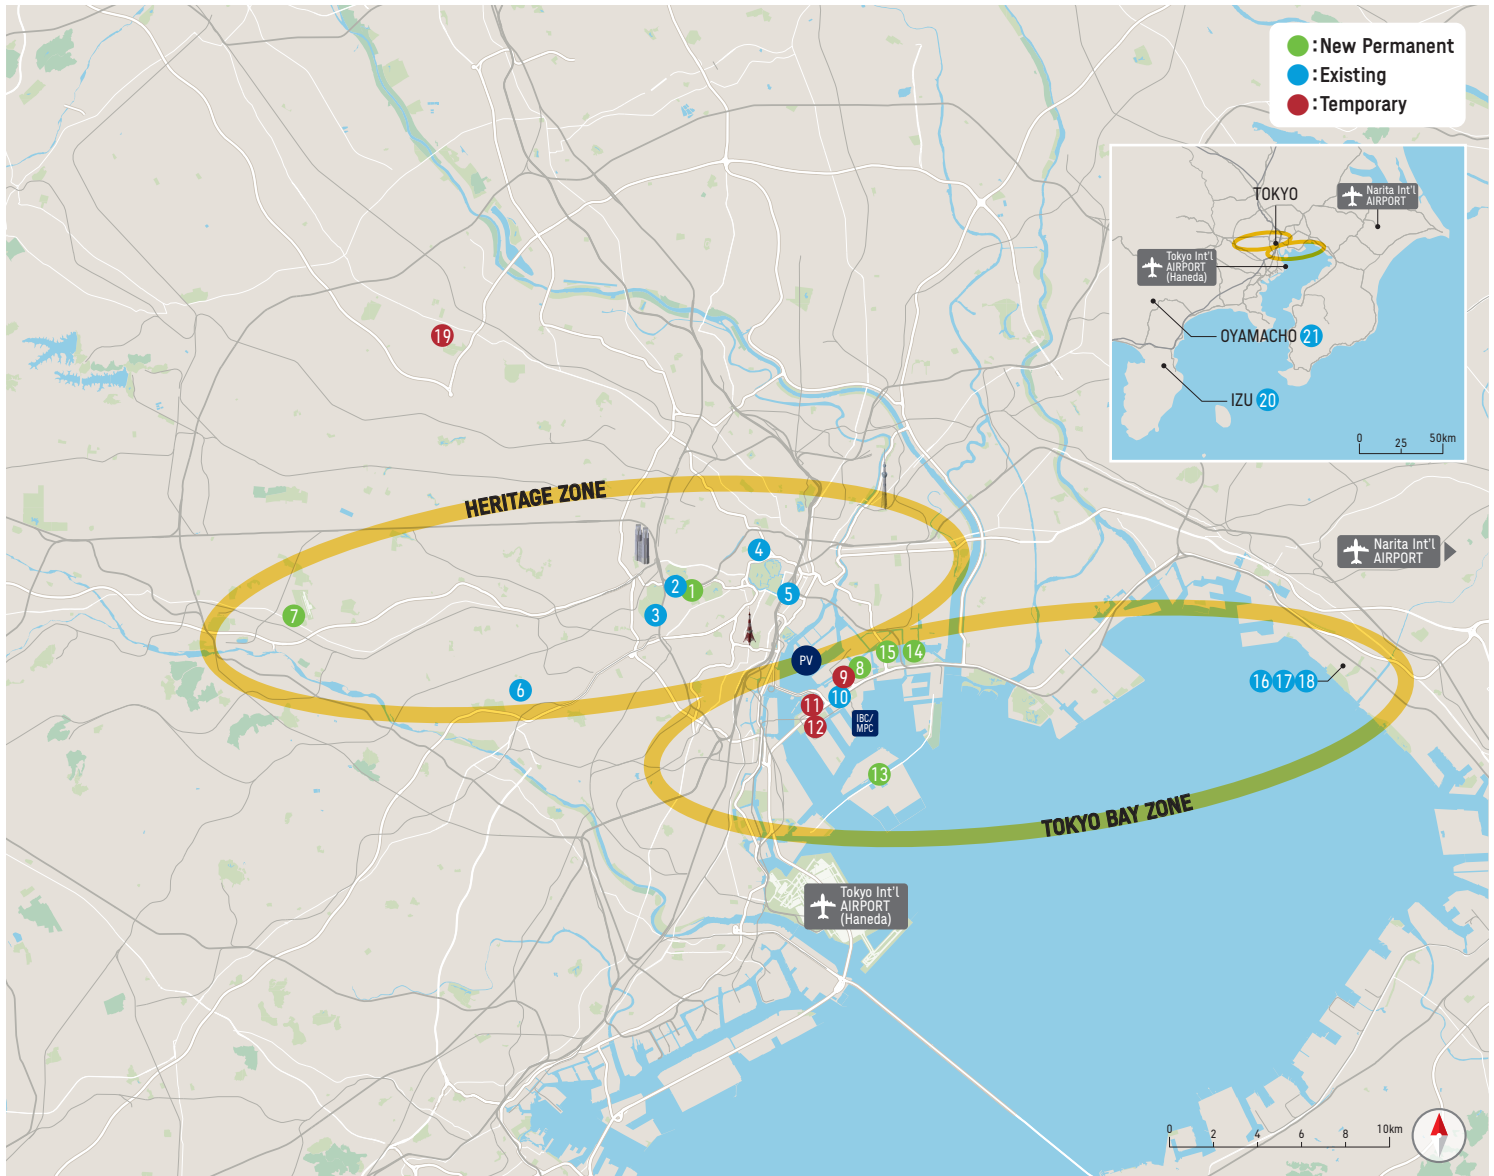 :New Permanent
:Existing
:Temporary
TOKYO
Narita Int'l
AIRPORT
Tokyo Int'l
AIRPORT
(Haneda)
OYAMACHO 21
IZU 20
0 25 50km
19
HERITAGE ZONE
4
Narita Int'l
AIRPORT
2 1
5
7
3
15 14
PV
8
9
16 17 18
6
10
11
IBC/
MPC
12
13
TOKYO BAY ZONE
Tokyo Int'l
AIRPORT
(Haneda)
0 2 4 6 8 10km